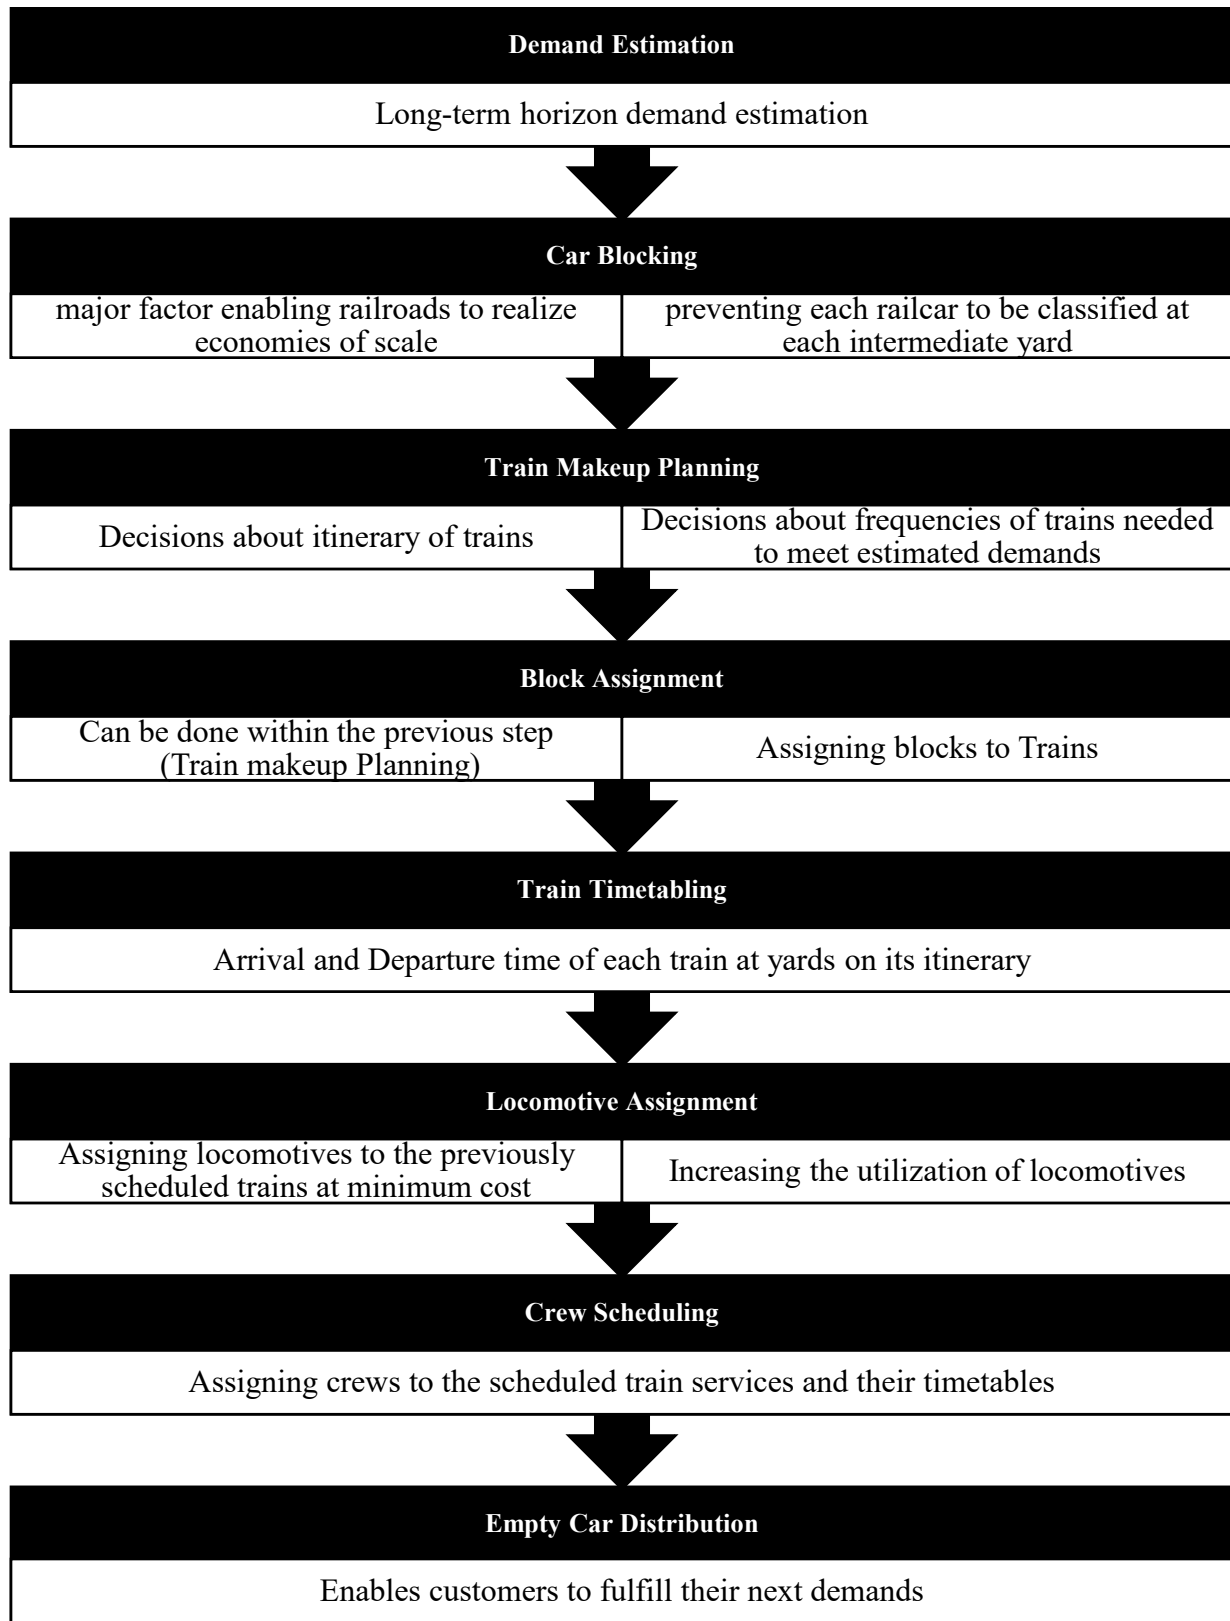 Demand Estimation
Long-term horizon demand estimation
Car Blocking
major factor enabling railroads to realize
economies of scale
preventing each railcar to be classified at
each intermediate yard
Train Makeup Planning
Decisions about itinerary of trains
Decisions about frequencies of trains needed
to meet estimated demands
Block Assignment
Can be done within the previous step
(Train makeup Planning)
Assigning blocks to Trains
Train Timetabling
Arrival and Departure time of each train at yards on its itinerary
Locomotive Assignment
Assigning locomotives to the previously
scheduled trains at minimum cost
Increasing the utilization of locomotives
Crew Scheduling
Assigning crews to the scheduled train services and their timetables
Empty Car Distribution
Enables customers to fulfill their next demands